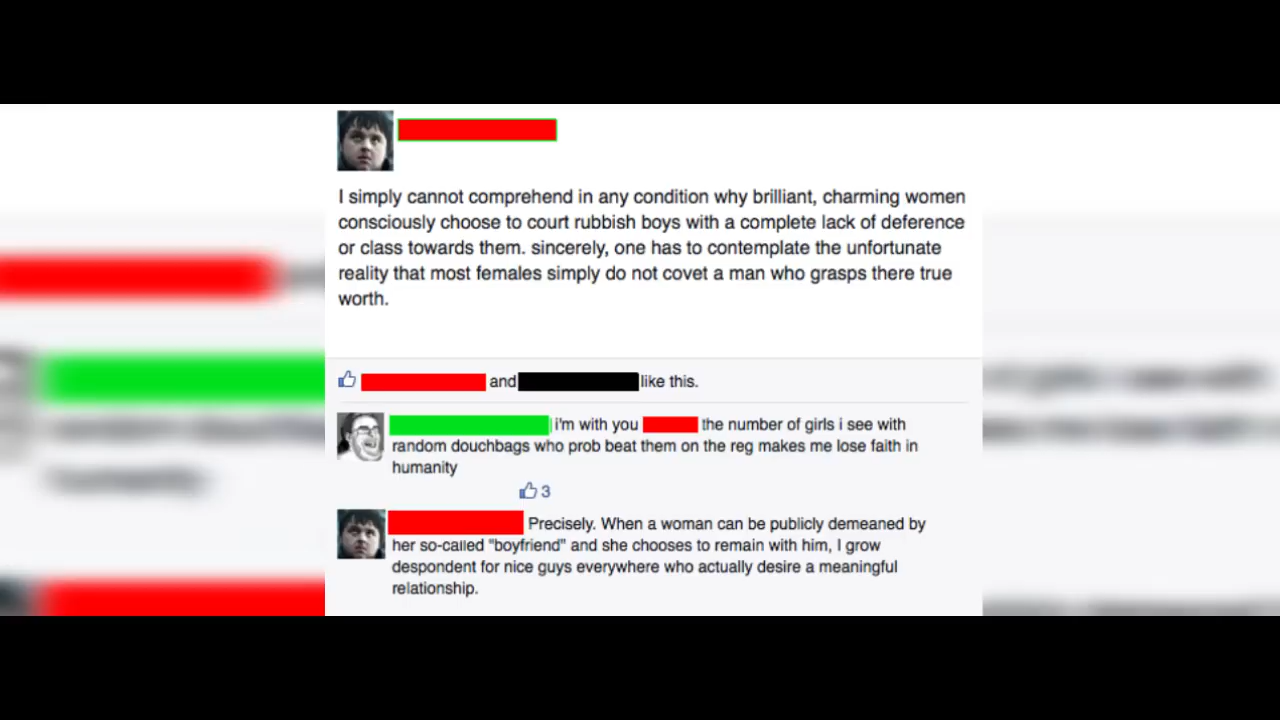 I simply cannot comprehend in any condition why brilliant, charming women
consciously choose to court rubbish boys with a complete lack of deference
or class towards them. sincerely, one has to contemplate the unfortunate
reality that most females simply do not covet a man who grasps there true
worth.
and like this.
i'm with you the number of girls i see with
random douchbags who prob beat them on the reg makes me lose faith in
humanity
3
Precisely. When a woman can be publicly demeaned by
her so-called "boyfriend" and she chooses to remain with him, I grow
despondent for nice guys everywhere who actually desire a meaningful
relationship.